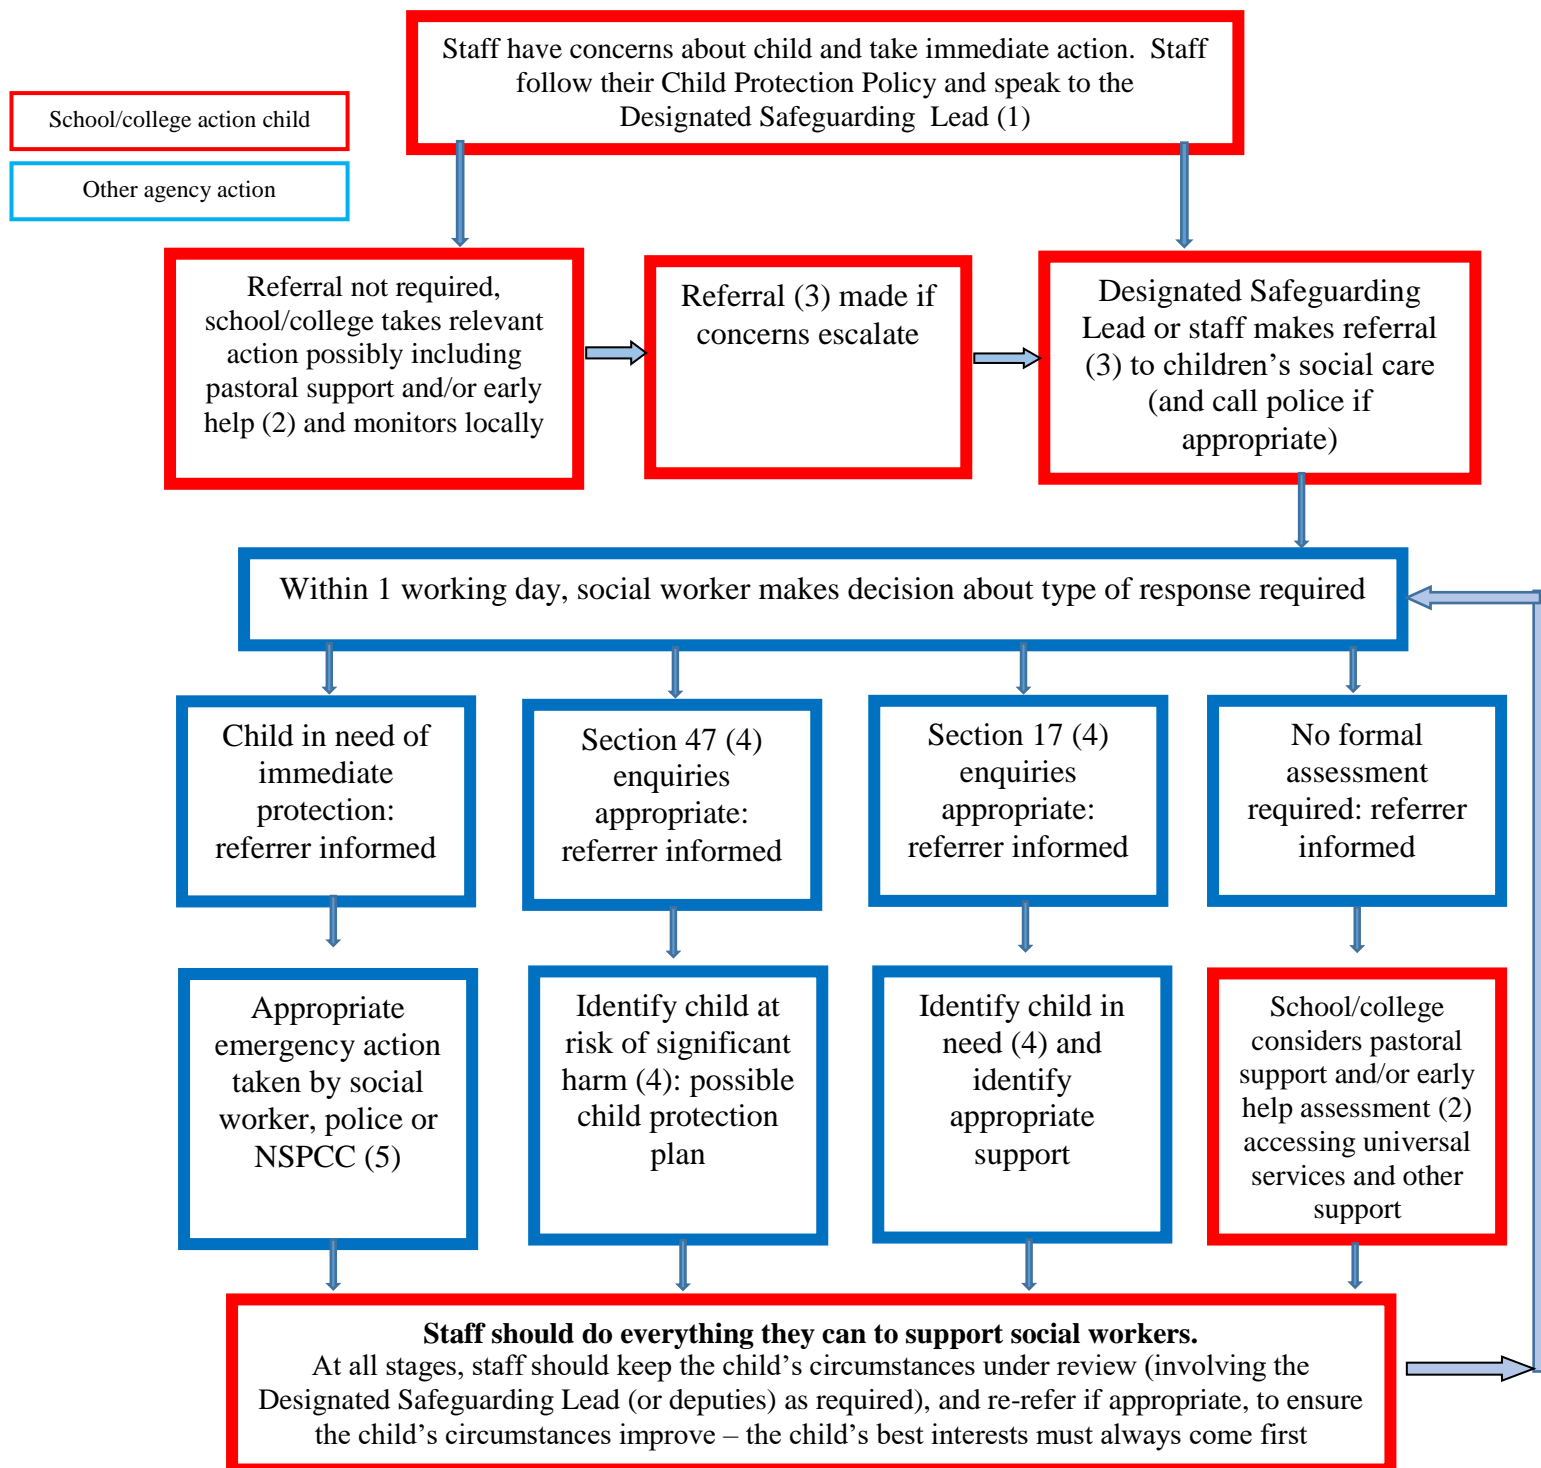 Staff have concerns about child and take immediate action.  Staff
follow their Child Protection Policy and speak to the
Designated Safeguarding  Lead (1)
School/college action child
Other agency action
Referral not required,
school/college takes relevant
action possibly including
pastoral support and/or early
help (2) and monitors locally
Referral (3) made if
concerns escalate
Designated Safeguarding
Lead or staff makes referral
(3) to children’s social care
(and call police if
appropriate)
Within 1 working day, social worker makes decision about type of response required
Child in need of
immediate
protection:
referrer informed
Section 47 (4)
enquiries
appropriate:
referrer informed
Section 17 (4)
enquiries
appropriate:
referrer informed
No formal
assessment
required: referrer
informed
Appropriate
emergency action
taken by social
worker, police or
NSPCC (5)
Identify child at
risk of significant
harm (4): possible
child protection
plan
Identify child in
need (4) and
identify
appropriate
support
School/college
considers pastoral
support and/or early
help assessment (2)
accessing universal
services and other
support
Staff should do everything they can to support social workers.
At all stages, staff should keep the child’s circumstances under review (involving the
Designated Safeguarding Lead (or deputies) as required), and re-refer if appropriate, to ensure
the child’s circumstances improve – the child’s best interests must always come first